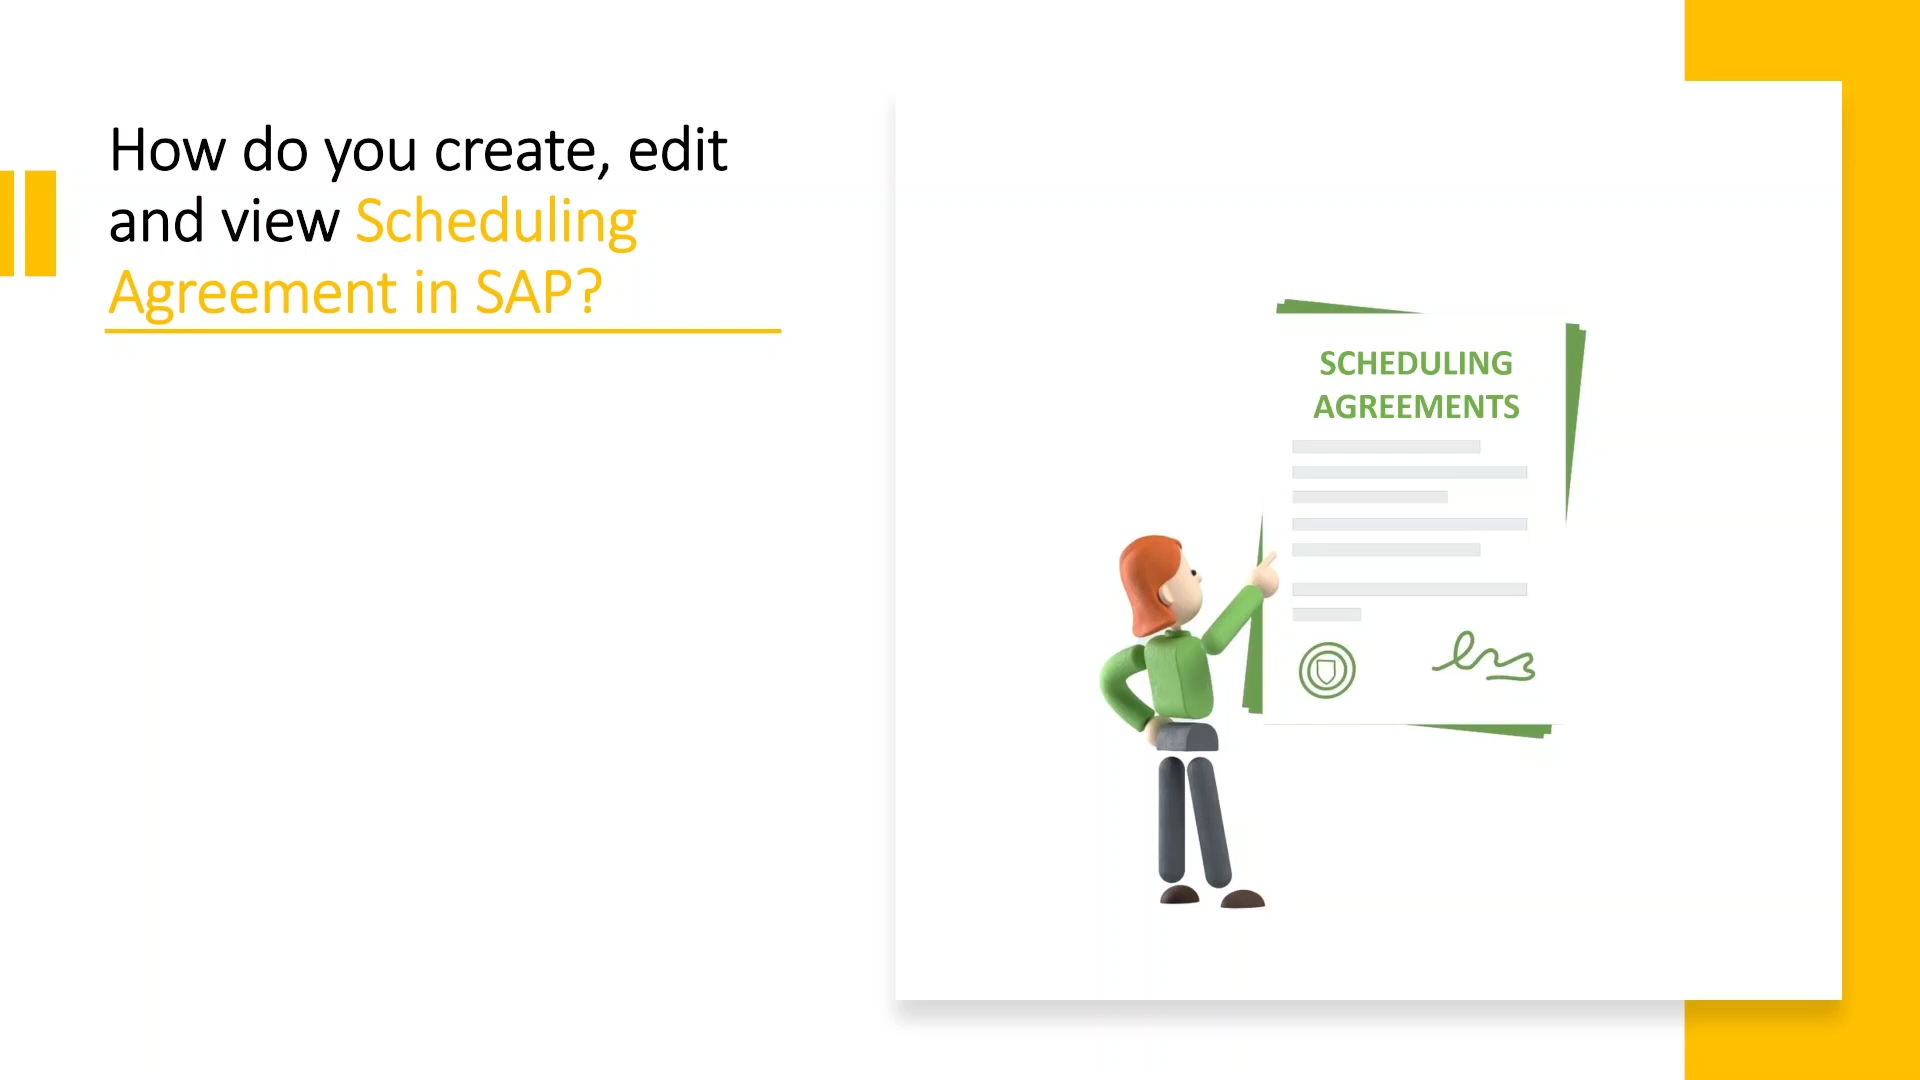 How do you create, edit
and view Scheduling
Agreement in SAP?
SCHEDULING
AGREEMENTS